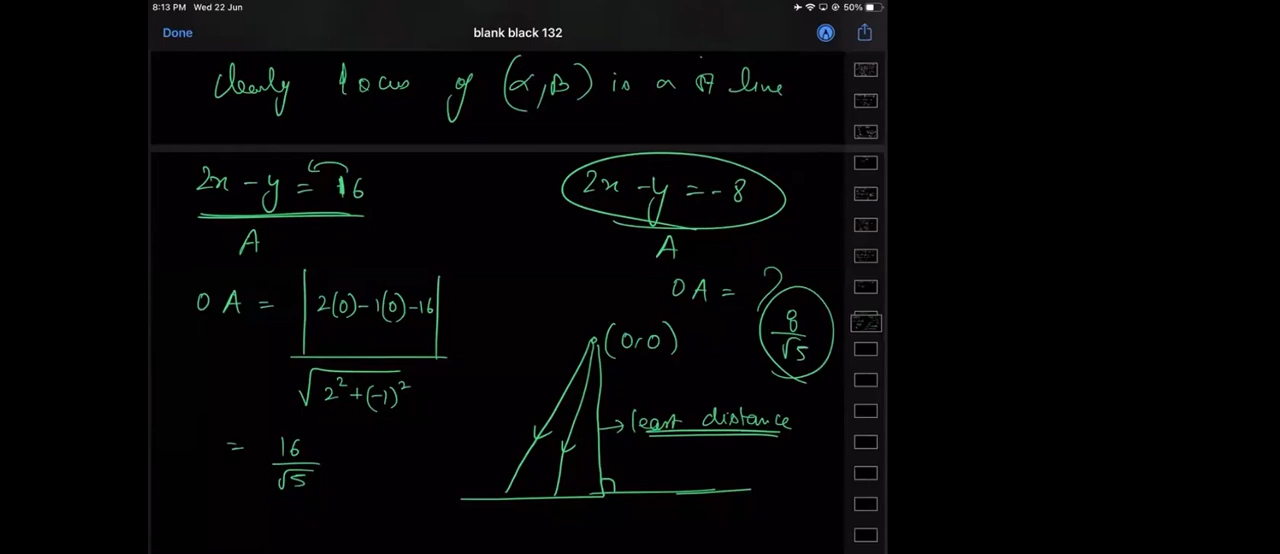 8:13 PM Wed 22 Jun
50%
Done
blank black 132
Clearly locus of (α,β) is a line
2x - y = 16
A
OA = |2(0)-1(0)-16|
√2²+(-1)²
= 16
√5
2x - y = - 8
A
OA = ?
8
√5
(0,0)
→ least distance